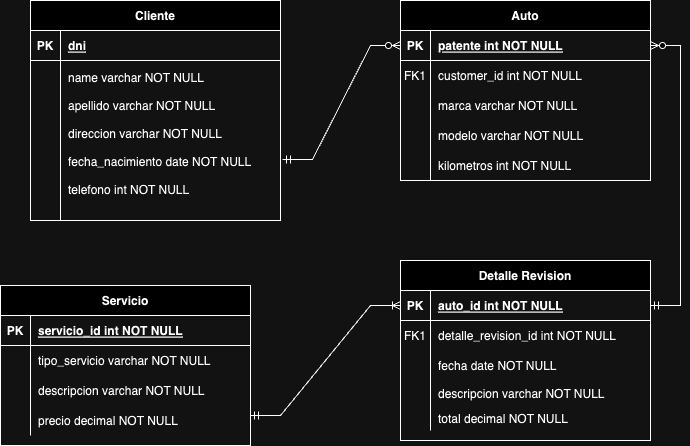 Cliente
PK dni
name varchar NOT NULL
apellido varchar NOT NULL
direccion varchar NOT NULL
fecha_nacimiento date NOT NULL
telefono int NOT NULL
Auto
PK patente int NOT NULL
FK1 customer_id int NOT NULL
marca varchar NOT NULL
modelo varchar NOT NULL
kilometros int NOT NULL
Servicio
PK servicio_id int NOT NULL
tipo_servicio varchar NOT NULL
descripcion varchar NOT NULL
precio decimal NOT NULL
Detalle Revision
PK auto_id int NOT NULL
FK1 detalle_revision_id int NOT NULL
fecha date NOT NULL
descripcion varchar NOT NULL
total decimal NOT NULL